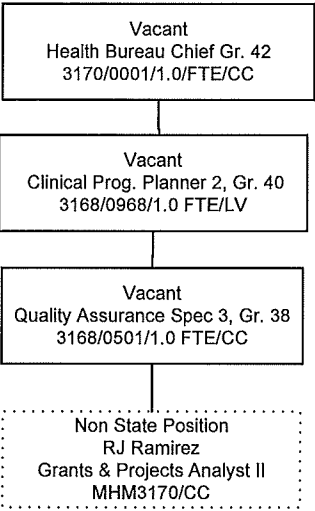 Vacant
Health Bureau Chief Gr. 42
3170/0001/1.0/FTE/CC
Vacant
Clinical Prog. Planner 2, Gr. 40
3168/0968/1.0 FTE/LV
Vacant
Quality Assurance Spec 3, Gr. 38
3168/0501/1.0 FTE/CC
Non State Position
RJ Ramirez
Grants & Projects Analyst II
MHM3170/CC